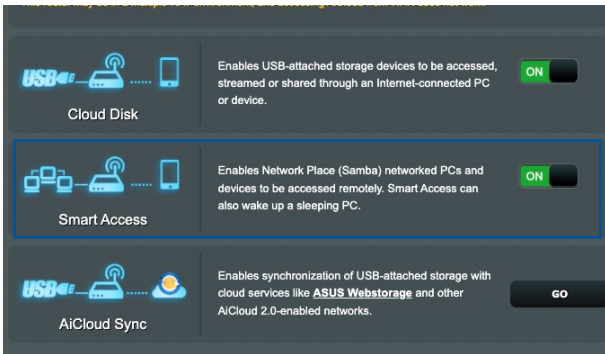 USB
Cloud Disk
Enables USB-attached storage devices to be accessed,
streamed or shared through an Internet-connected PC
or device.
ON
Smart Access
Enables Network Place (Samba) networked PCs and
devices to be accessed remotely. Smart Access can
also wake up a sleeping PC.
ON
USB
AiCloud Sync
Enables synchronization of USB-attached storage with
cloud services like ASUS Webstorage and other
AiCloud 2.0-enabled networks.
GO